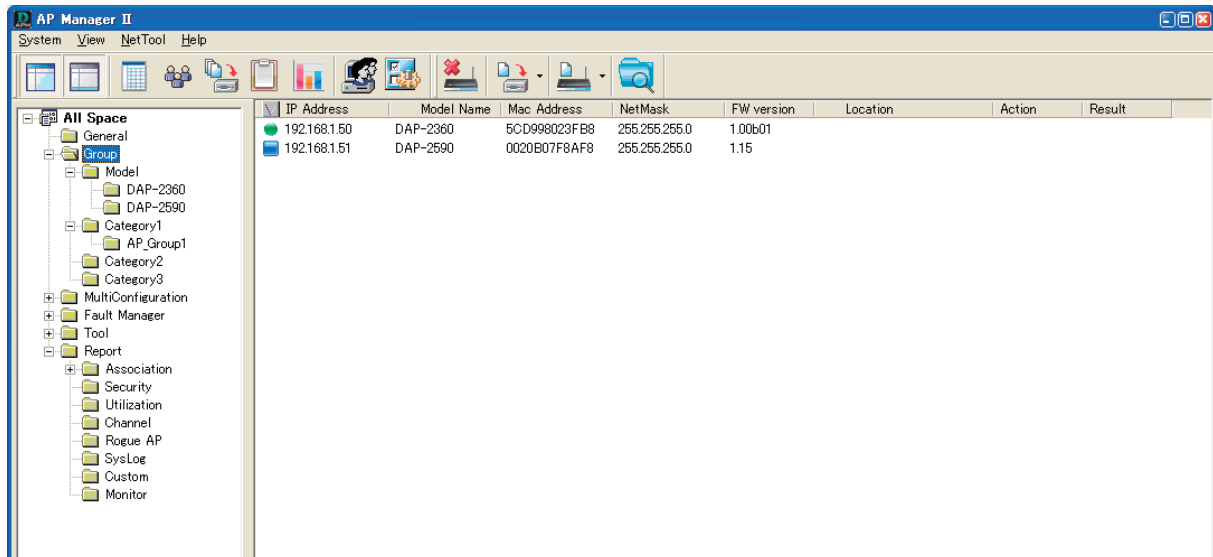 AP Manager II
System View NetTool Help
All Space
General
Group
Model
DAP-2360
DAP-2590
Category1
AP_Group1
Category2
Category3
MultiConfiguration
Fault Manager
Tool
Report
Association
Security
Utilization
Channel
Rogue AP
SysLog
Custom
Monitor
IP Address Model Name Mac Address NetMask FW version Location Action Result
192.168.1.50 DAP-2360 5CD998023FB8 255.255.255.0 1.00b01
192.168.1.51 DAP-2590 0020B07F8AF8 255.255.255.0 1.15